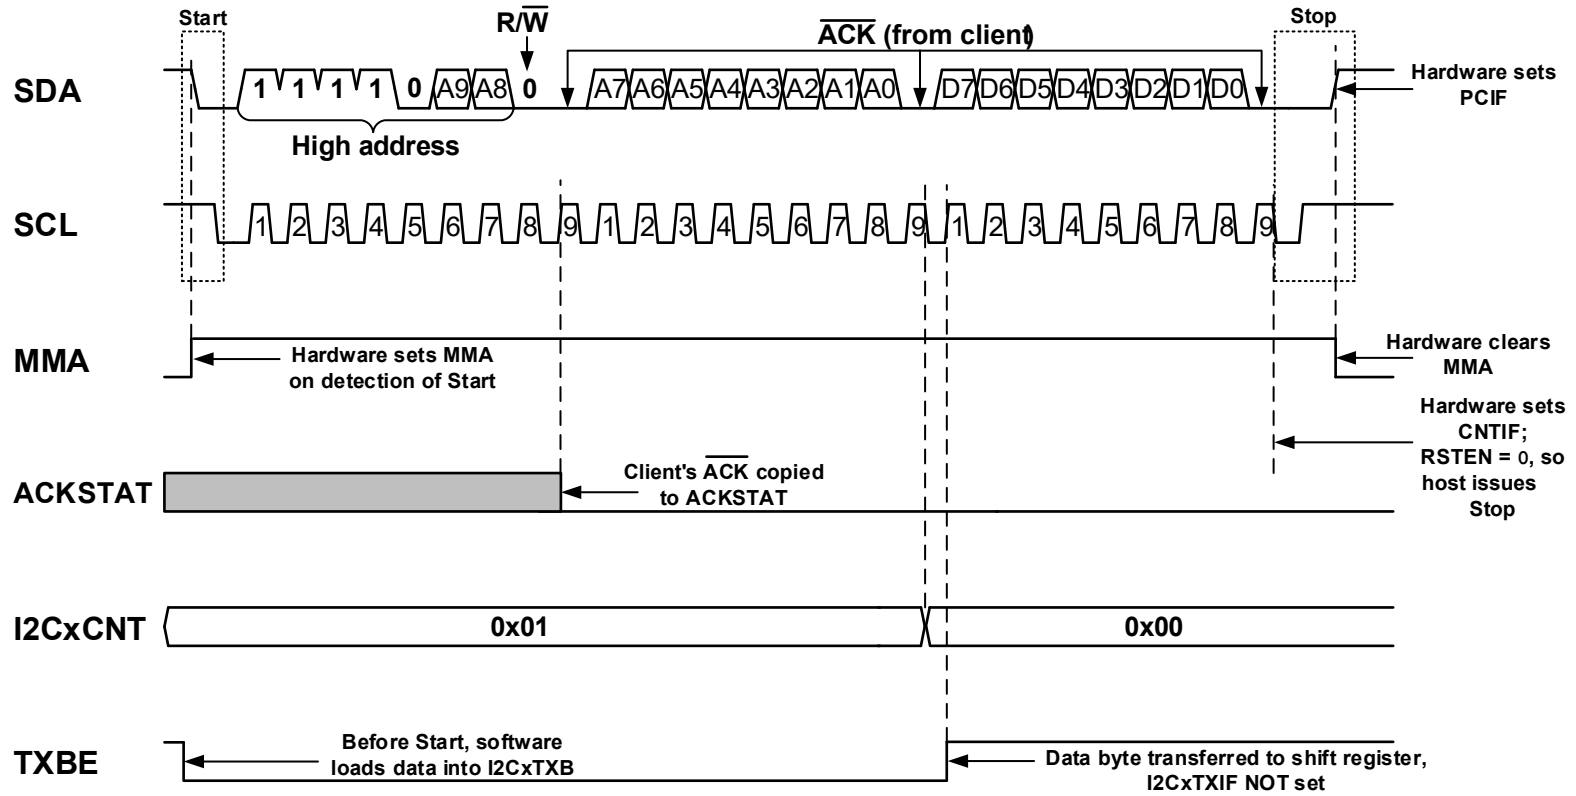 Start
R/W
ACK (from client)
Stop
SDA
1 1 1 1 0 A9 A8 0 A7 A6 A5 A4 A3 A2 A1 A0 D7 D6 D5 D4 D3 D2 D1 D0
Hardware sets
PCIF
High address
SCL
1 2 3 4 5 6 7 8 9 1 2 3 4 5 6 7 8 9 1 2 3 4 5 6 7 8 9
MMA
Hardware sets MMA
on detection of Start
Hardware clears
MMA
Hardware sets
CNTIF;
RSTEN = 0, so
host issues
Stop
ACKSTAT
Client's ACK copied
to ACKSTAT
I2CxCNT
0x01
0x00
TXBE
Before Start, software
loads data into I2CxTXB
Data byte transferred to shift register,
I2CxTXIF NOT set